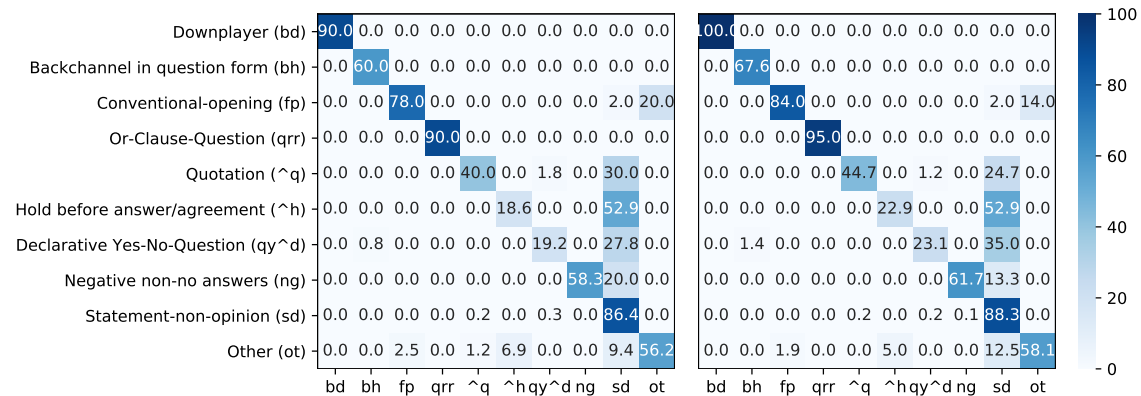 Downplayer (bd) 90.0 0.0 0.0 0.0 0.0 0.0 0.0 0.0 0.0 0.0 100.0 0.0 0.0 0.0 0.0 0.0 0.0 0.0 0.0 0.0 100
Backchannel in question form (bh) 0.0 60.0 0.0 0.0 0.0 0.0 0.0 0.0 0.0 0.0 0.0 67.6 0.0 0.0 0.0 0.0 0.0 0.0 0.0 0.0
Conventional-opening (fp) 0.0 0.0 78.0 0.0 0.0 0.0 0.0 0.0 2.0 20.0 0.0 0.0 84.0 0.0 0.0 0.0 0.0 0.0 2.0 14.0 80
Or-Clause-Question (qrr) 0.0 0.0 0.0 90.0 0.0 0.0 0.0 0.0 0.0 0.0 0.0 0.0 0.0 95.0 0.0 0.0 0.0 0.0 0.0 0.0
Quotation (^q) 0.0 0.0 0.0 0.0 40.0 0.0 1.8 0.0 30.0 0.0 0.0 0.0 0.0 0.0 44.7 0.0 1.2 0.0 24.7 0.0 60
Hold before answer/agreement (^h) 0.0 0.0 0.0 0.0 0.0 18.6 0.0 0.0 52.9 0.0 0.0 0.0 0.0 0.0 0.0 22.9 0.0 0.0 52.9 0.0 40
Declarative Yes-No-Question (qy^d) 0.0 0.8 0.0 0.0 0.0 0.0 19.2 0.0 27.8 0.0 0.0 1.4 0.0 0.0 0.0 0.0 23.1 0.0 35.0 0.0
Negative non-no answers (ng) 0.0 0.0 0.0 0.0 0.0 0.0 0.0 58.3 20.0 0.0 0.0 0.0 0.0 0.0 0.0 0.0 0.0 61.7 13.3 0.0 20
Statement-non-opinion (sd) 0.0 0.0 0.0 0.0 0.2 0.0 0.3 0.0 86.4 0.0 0.0 0.0 0.0 0.0 0.2 0.0 0.2 0.1 88.3 0.0
Other (ot) 0.0 0.0 2.5 0.0 1.2 6.9 0.0 0.0 9.4 56.2 0.0 0.0 1.9 0.0 0.0 5.0 0.0 0.0 12.5 58.1 0
bd bh fp qrr ^q ^h qy^d ng sd ot bd bh fp qrr ^q ^h qy^d ng sd ot